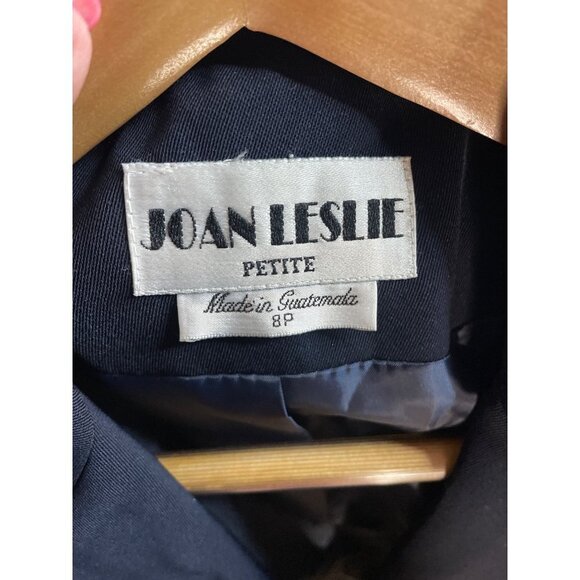 JOAN LESLIE
PETITE
Made in Guatemala
8P